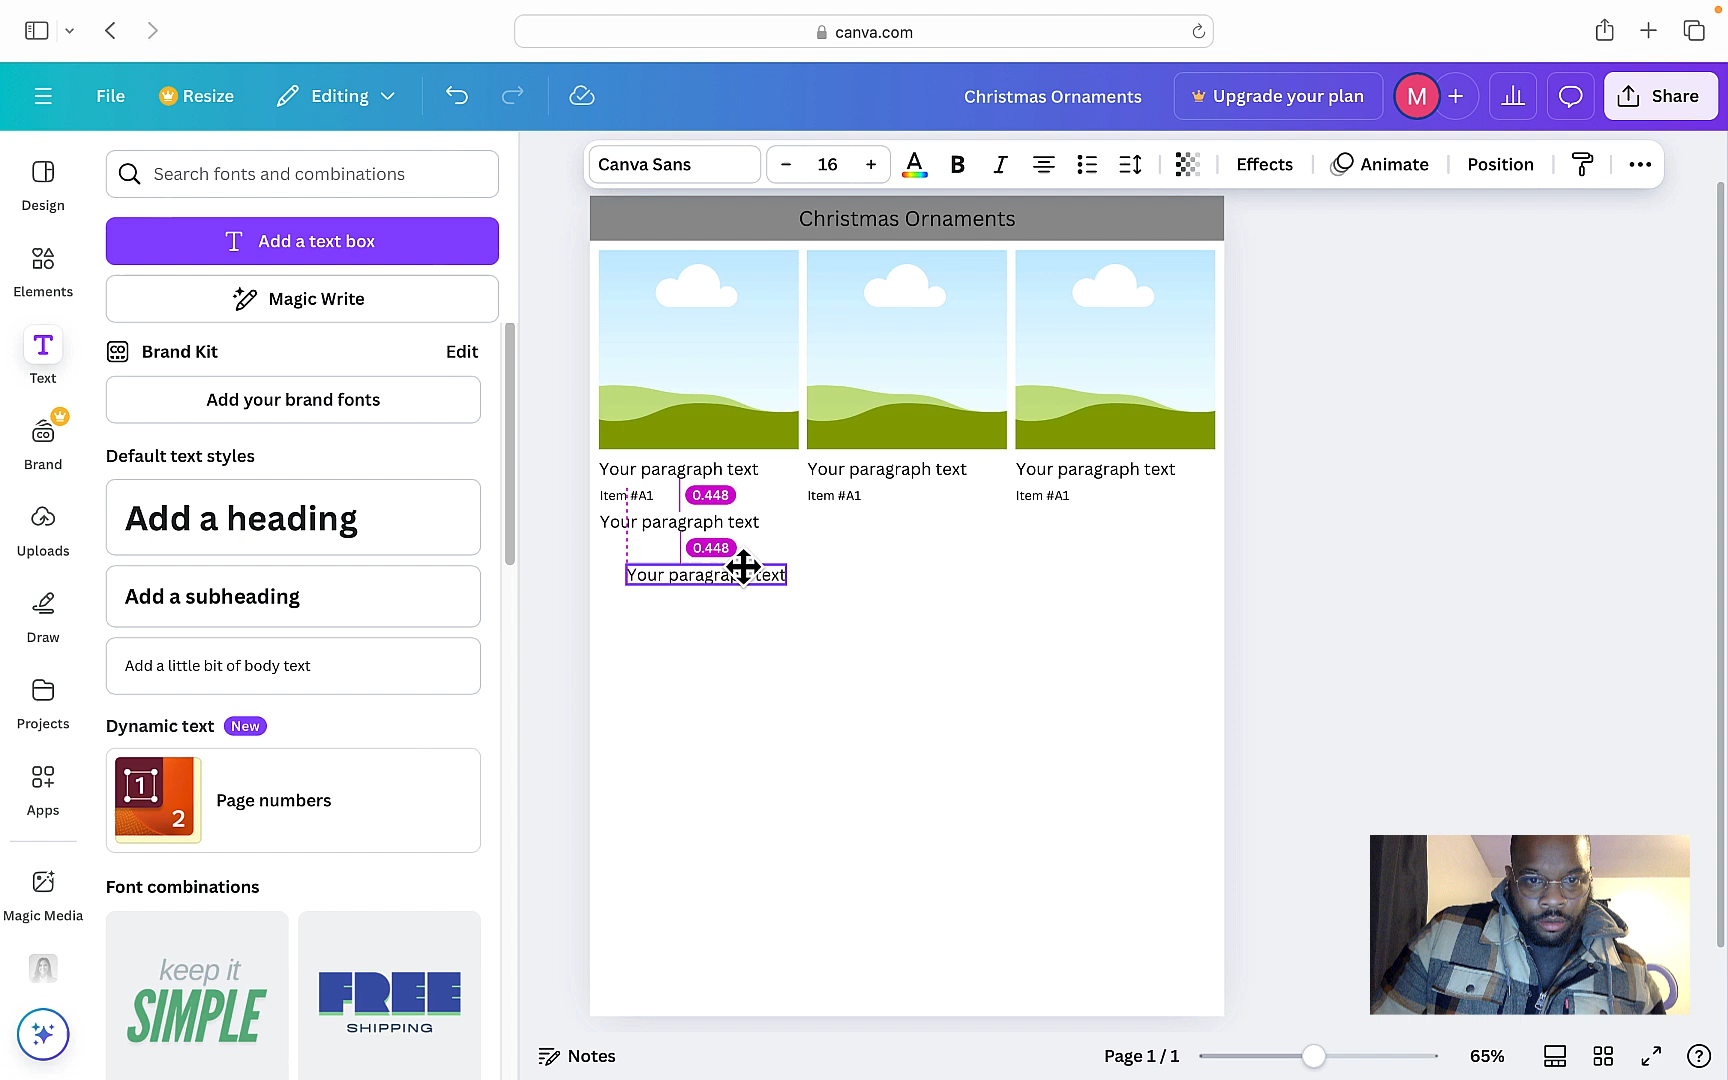 canva.com
File
Resize
Editing
Christmas Ornaments
Upgrade your plan
M
Share
Design
Elements
Text
Brand
Uploads
Draw
Projects
Apps
Magic Media
Search fonts and combinations
Add a text box
Magic Write
Brand Kit
Edit
Add your brand fonts
Default text styles
Add a heading
Add a subheading
Add a little bit of body text
Dynamic text New
1
2
Page numbers
Font combinations
keep it
SIMPLE
FREE
SHIPPING
Canva Sans
- 16 +
A
B
I
Effects
Animate
Position
Christmas Ornaments
Your paragraph text
Your paragraph text
Your paragraph text
Item #A1
0.448
Item #A1
Item #A1
Your paragraph text
0.448
Your paragraph text
Notes
Page 1 / 1
65%